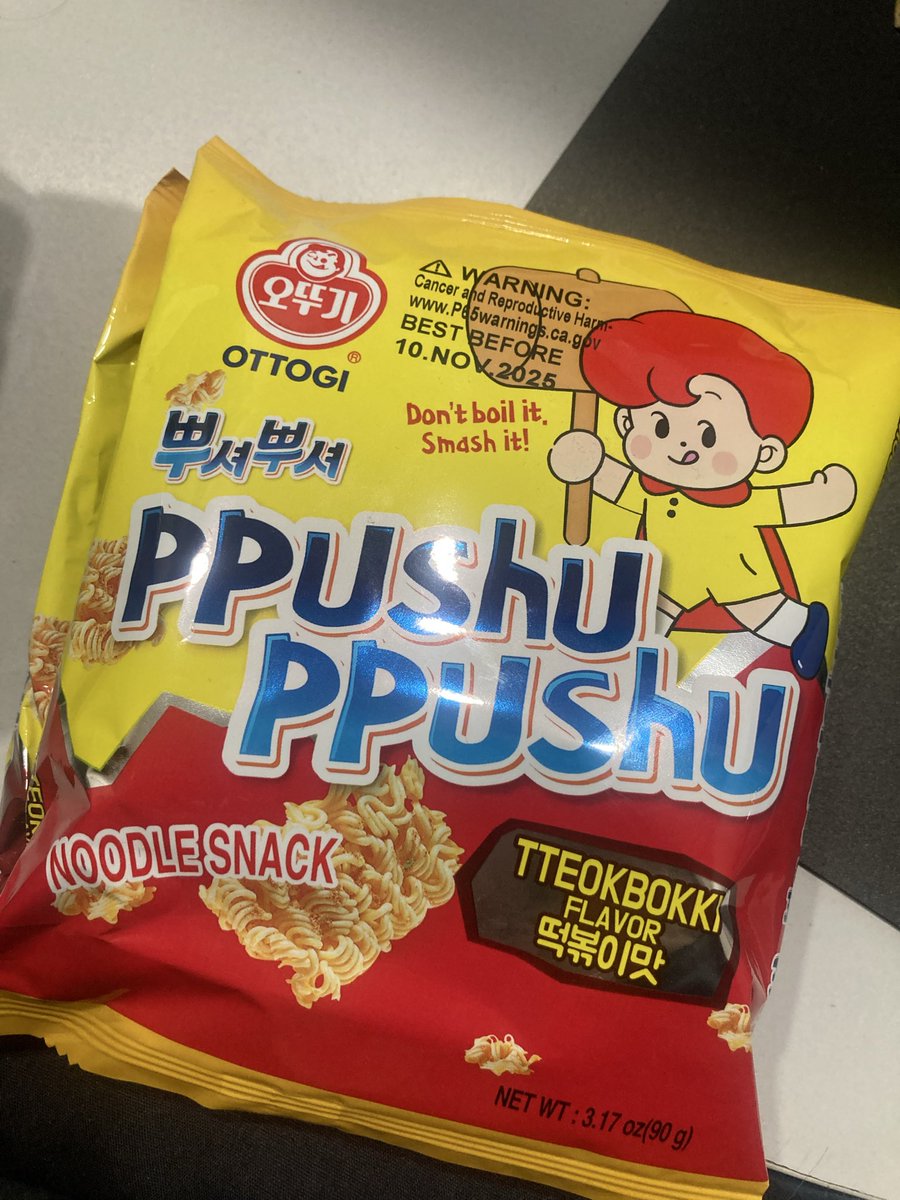 오뚜기
OTTOGI®
WARNING:
Cancer and Reproductive Harm-
www.P65warnings.ca.gov
BEST BEFORE
10.NOV.2025
Don't boil it.
Smash it!
뿌셔뿌셔
PPUShU
PPUShU
NOODLE SNACK
TTEOKBOKKI
FLAVOR
떡볶이맛
NET WT : 3.17 oz(90 g)